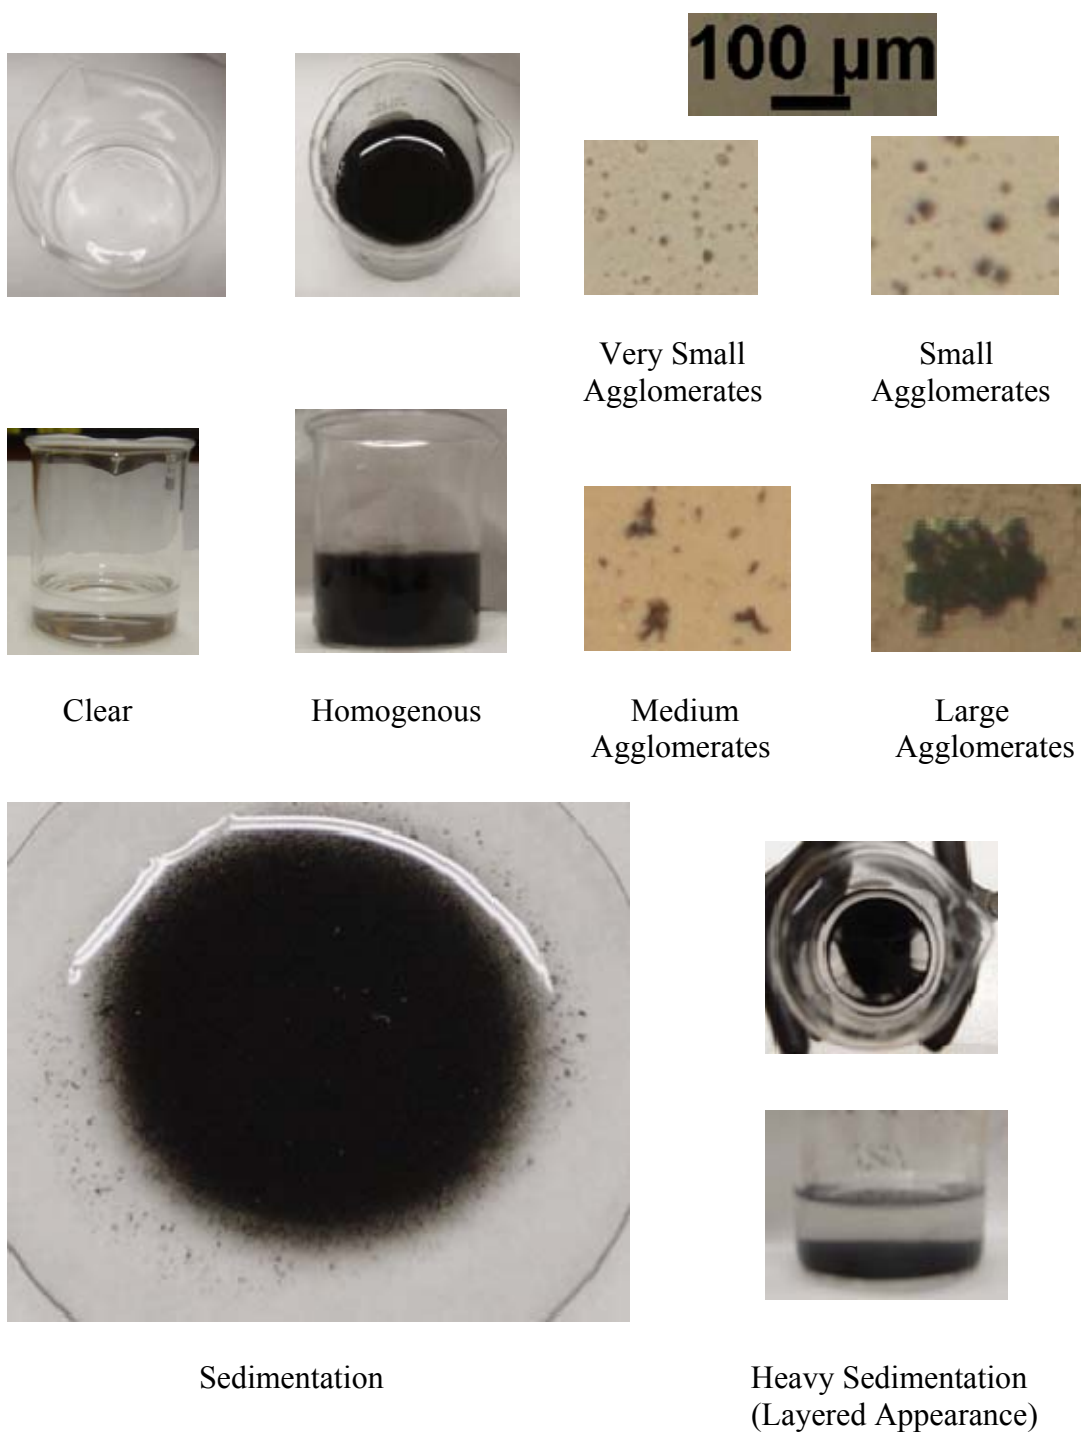 100 µm
Very Small
Agglomerates
Small
Agglomerates
Clear
Homogenous
Medium
Agglomerates
Large
Agglomerates
Sedimentation
Heavy Sedimentation
(Layered Appearance)